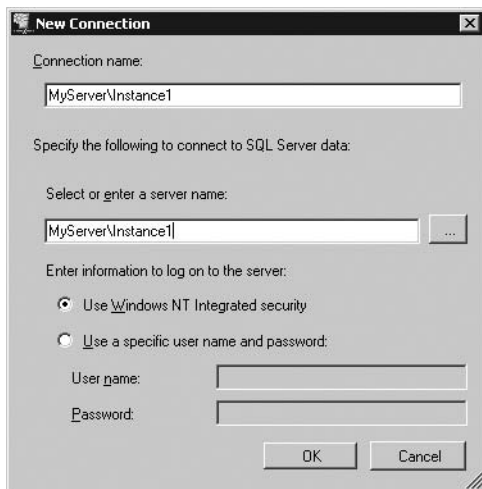 New Connection
Connection name:
MyServer\Instance1
Specify the following to connect to SQL Server data:
Select or enter a server name:
MyServer\Instance1
...
Enter information to log on to the server:
Use Windows NT Integrated security
Use a specific user name and password:
User name:
Password:
OK Cancel